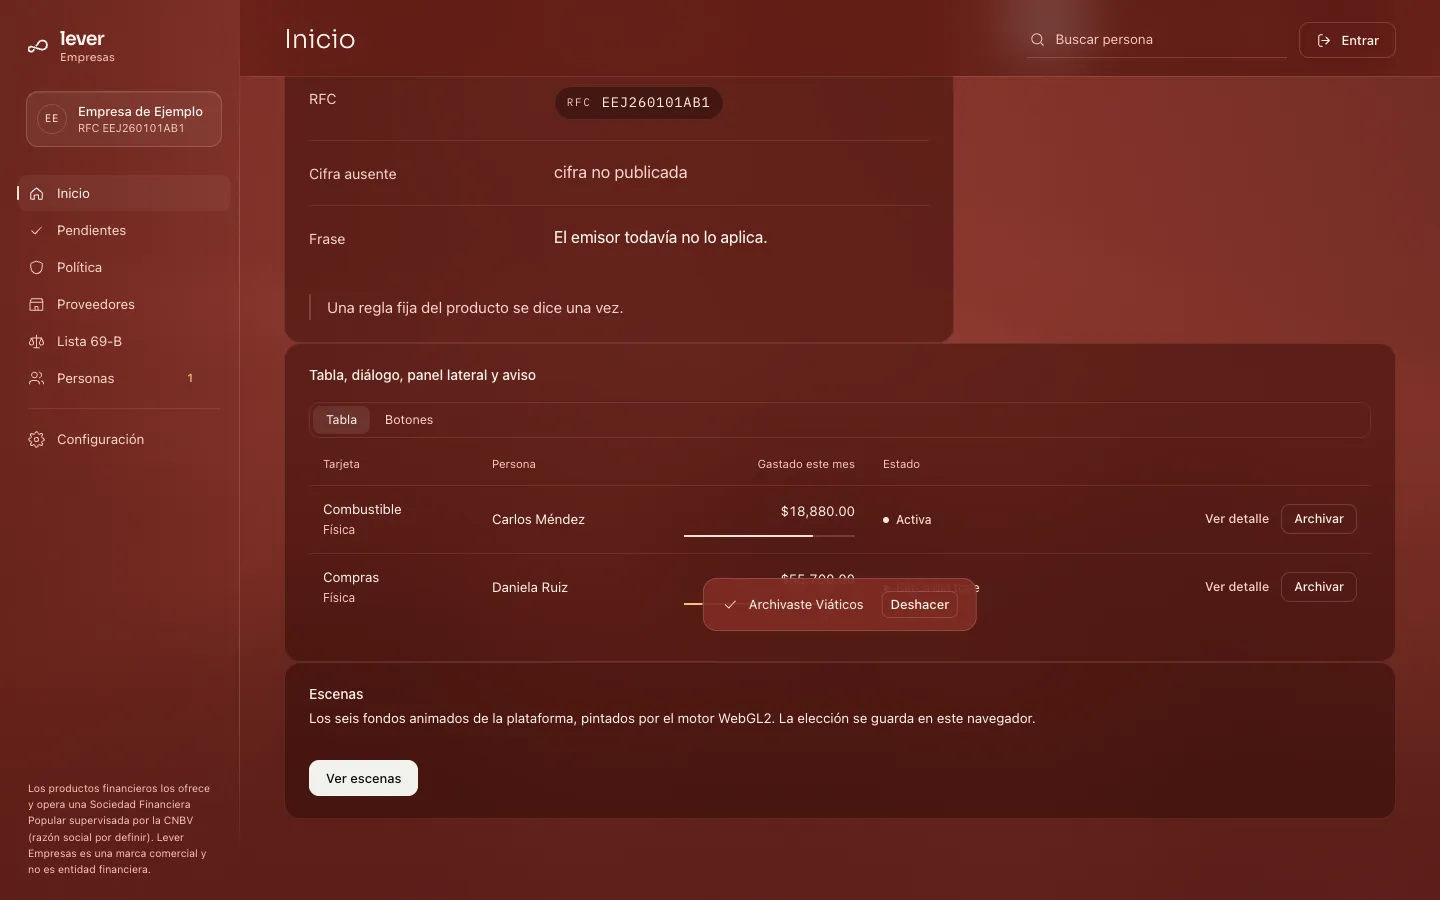 lever
Empresas
EE
Empresa de Ejemplo
RFC EEJ260101AB1
Inicio
Pendientes
Política
Proveedores
Lista 69-B
Personas 1
Configuración
Los productos financieros los ofrece
y opera una Sociedad Financiera
Popular supervisada por la CNBV
(razón social por definir). Lever
Empresas es una marca comercial y
no es entidad financiera.
Inicio
Buscar persona
Entrar
RFC RFC EEJ260101AB1
Cifra ausente cifra no publicada
Frase El emisor todavía no lo aplica.
Una regla fija del producto se dice una vez.
Tabla, diálogo, panel lateral y aviso
Tabla Botones
Tarjeta Persona Gastado este mes Estado
Combustible
Física
Carlos Méndez $18,880.00 Activa Ver detalle Archivar
Compras
Física
Daniela Ruiz Ver detalle Archivar
Archivaste Viáticos Deshacer
Escenas
Los seis fondos animados de la plataforma, pintados por el motor WebGL2. La elección se guarda en este navegador.
Ver escenas